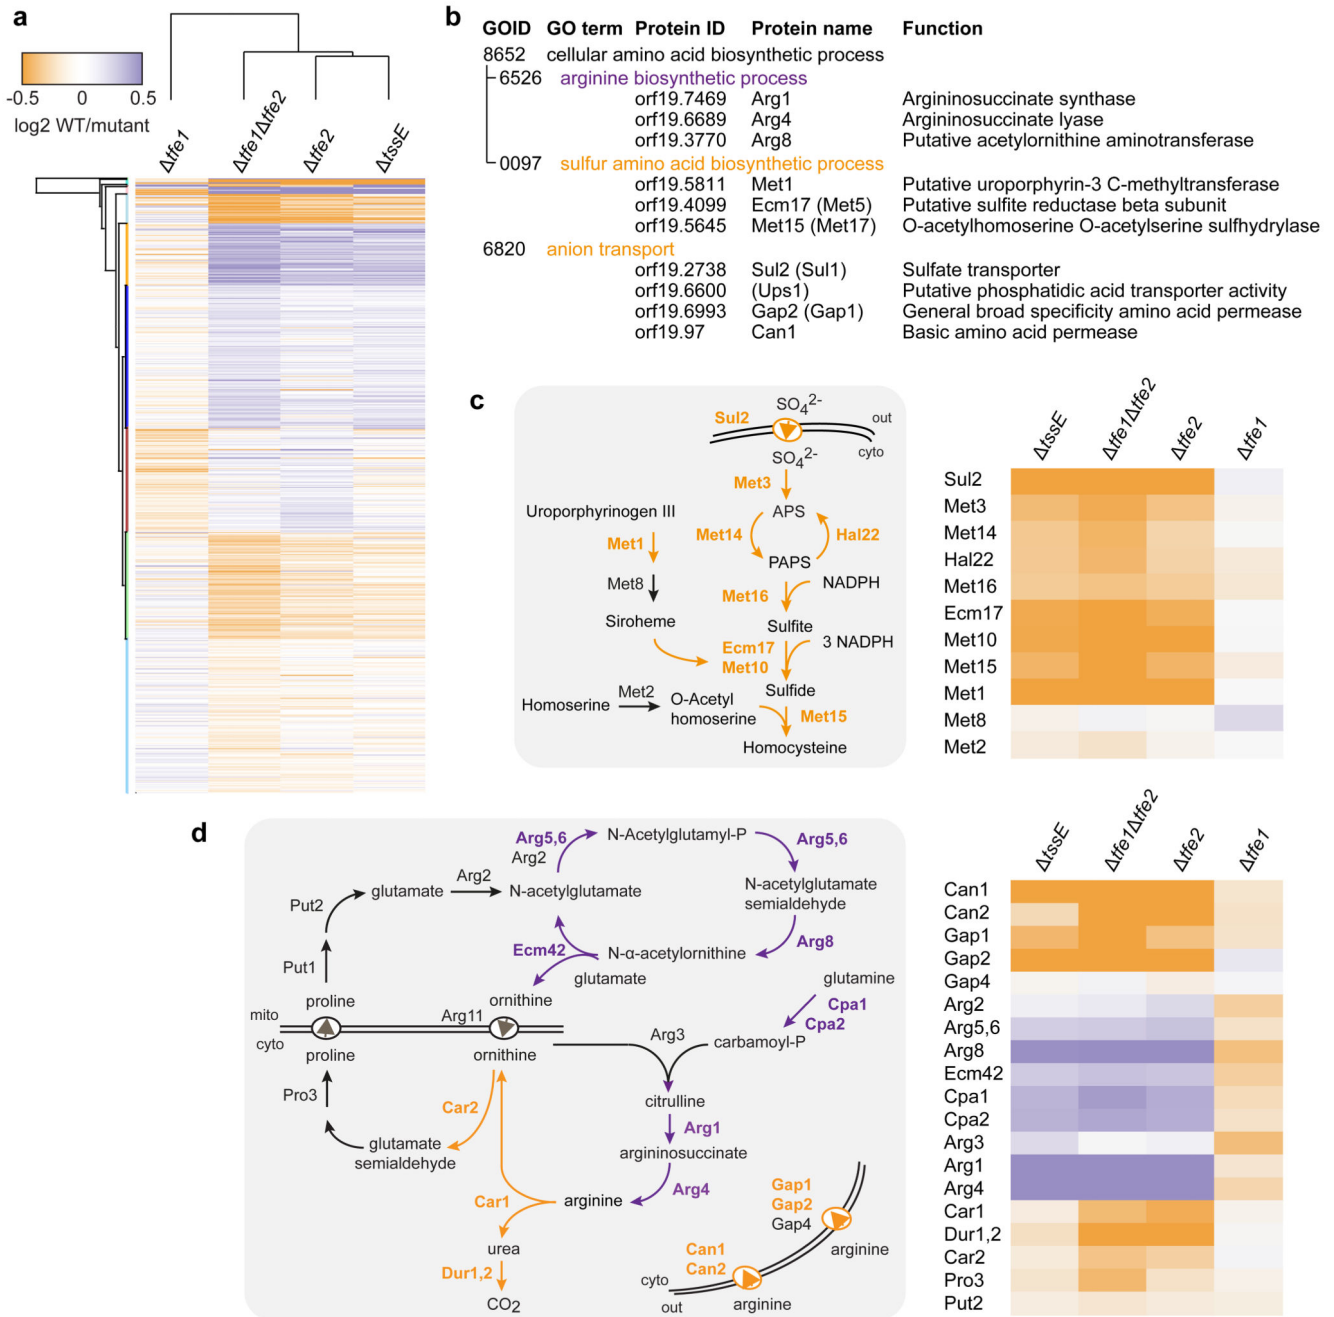 a
-0.5 0 0.5
log2 WT/mutant
Δtfe1
Δtfe1Δtfe2
Δtfe2
ΔtssE
b
GOID GO term Protein ID Protein name Function
8652 cellular amino acid biosynthetic process
6526 arginine biosynthetic process
orf19.7469 Arg1 Argininosuccinate synthase
orf19.6689 Arg4 Argininosuccinate lyase
orf19.3770 Arg8 Putative acetylornithine aminotransferase
0097 sulfur amino acid biosynthetic process
orf19.5811 Met1 Putative uroporphyrin-3 C-methyltransferase
orf19.4099 Ecm17 (Met5) Putative sulfite reductase beta subunit
orf19.5645 Met15 (Met17) O-acetylhomoserine O-acetylserine sulfhydrylase
6820 anion transport
orf19.2738 Sul2 (Sul1) Sulfate transporter
orf19.6600 (Ups1) Putative phosphatidic acid transporter activity
orf19.6993 Gap2 (Gap1) General broad specificity amino acid permease
orf19.97 Can1 Basic amino acid permease
c
Sul2 SO₄²⁻
out
cyto
SO₄²⁻
Met3
APS
Uroporphyrinogen III
Met1
Met14 Hal22
PAPS
Met8
NADPH
Met16
Siroheme
Sulfite
Ecm17
Met10
3 NADPH
Sulfide
Met2
Homoserine
O-Acetyl
homoserine
Met15
Homocysteine
ΔtssE
Δtfe1Δtfe2
Δtfe2
Δtfe1
Sul2
Met3
Met14
Hal22
Met16
Ecm17
Met10
Met15
Met1
Met8
Met2
d
Arg5,6
Arg2
N-Acetylglutamyl-P
Arg5,6
Put2
glutamate
Arg2
N-acetylglutamate
N-acetylglutamate
semialdehyde
Put1
Ecm42
N-α-acetylornithine
Arg8
glutamate
glutamine
proline
ornithine
Cpa1
Cpa2
mito
cyto
Arg11
proline
ornithine
Arg3
carbamoyl-P
Pro3
Car2
citrulline
Arg1
glutamate
semialdehyde
argininosuccinate
Arg4
Car1
arginine
urea
Dur1,2
CO₂
Gap1
Gap2
Gap4
arginine
Can1
Can2
cyto
out
arginine
ΔtssE
Δtfe1Δtfe2
Δtfe2
Δtfe1
Can1
Can2
Gap1
Gap2
Gap4
Arg2
Arg5,6
Arg8
Ecm42
Cpa1
Cpa2
Arg3
Arg1
Arg4
Car1
Dur1,2
Car2
Pro3
Put2